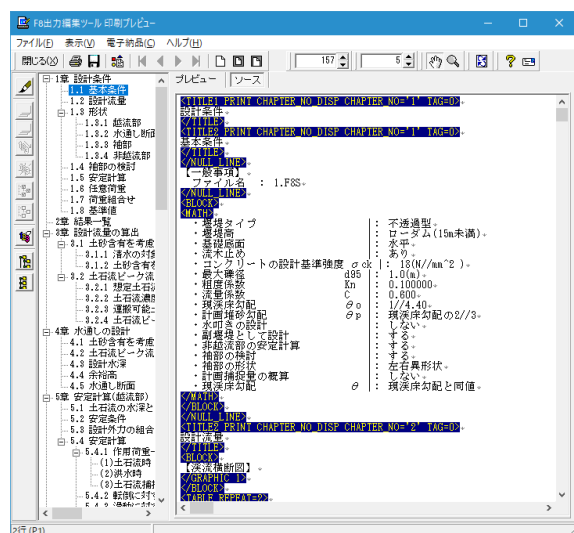 F8出力編集ツール 印刷プレビュー
ファイル(F) 表示(V) 電子納品(C) ヘルプ(H)
閉じる(X) 157 5
プレビュー ソース
1章 設計条件
1.1 基本条件
1.2 設計流量
1.3 形状
1.3.1 越流部
1.3.2 水通し断面
1.3.3 袖部
1.3.4 非越流部
1.4 袖部の検討
1.5 安定計算
1.6 任意荷重
1.7 荷重組合せ
1.8 基準値
2章 結果一覧
3章 設計流量の算出
3.1 土砂含有を考慮
3.1.1 清水の対
3.1.2 土砂含有
3.2 土石流ピーク流
3.2.1 想定土石
3.2.2 土石流濃度
3.2.3 運搬可能
3.2.4 土石流ピー
4章 水通しの設計
4.1 土砂含有を考慮
4.2 土石流ピーク流
4.3 設計水深
4.4 余裕高
4.5 水通し断面
5章 安定計算(越流部)
5.1 土石流の水深と
5.2 安定条件
5.3 設計外力の組合
5.4 安定計算
5.4.1 作用荷重
(1)土石流時
(2)洪水時
(3)土石流捕捉
5.4.2 転倒に対す
5.4.3 滑動に対す
<TITLE1 PRINT CHAPTER_NO_DISP CHAPTER_NO='1' TAG=0>
設計条件
</TITLE>
<TITLE2 PRINT CHAPTER_NO_DISP CHAPTER_NO='1' TAG=0>
基本条件
</TITLE>
</NULL_LINE>
【一般事項】
ファイル名 : 1.F8S
</NULL_LINE>
<BLOCK>
<MATH>
・堰堤タイプ |: 不透過型
・堰堤高 |: ローダム(15m未満)
・基礎底面 |: 水平
・流木止め |: あり
・コンクリートの設計基準強度 σck |: 18(N//mm^2 )
・最大礫径 d95 |: 1.0(m)
・粗度係数 Kn |: 0.100000
・流量係数 C |: 0.600
・現渓床勾配 θo |: 1//4.40
・計画堆砂勾配 θp |: 現渓床勾配の2//3
・水叩きの設計 |: しない
・副堰堤として設計 |: する
・非越流部の安定計算 |: する
・袖部の検討 |: する
・袖部の形状 |: 左右異形状
・計画捕捉量の概算 |: しない
・現渓床勾配 θ |: 現渓床勾配と同値
</MATH>
</BLOCK>
</NULL_LINE>
<TITLE2 PRINT CHAPTER_NO_DISP CHAPTER_NO='2' TAG=0>
設計流量
</TITLE>
<BLOCK>
【渓流横断図】
</GRAPHIC 1>
</BLOCK>
<TABLE REPEAT=2>
2行 (P1)